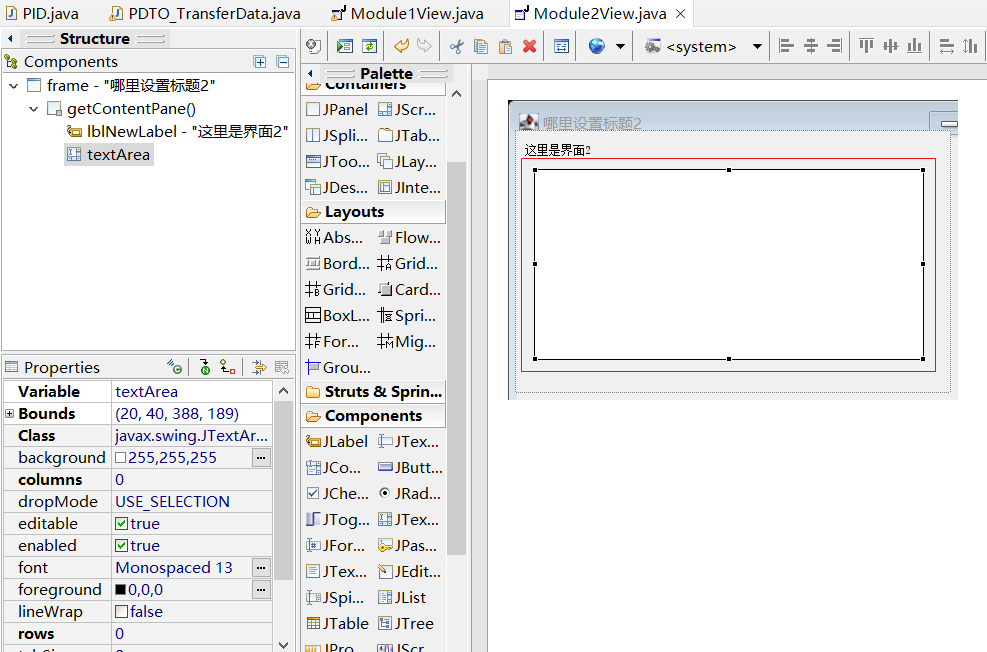 PID.java PDTO_TransferData.java Module1View.java Module2View.java
Structure
Components
frame - "哪里设置标题2"
getContentPane()
lblNewLabel - "这里是界面2"
textArea
Properties
Variable textArea
Bounds (20, 40, 388, 189)
Class javax.swing.JTextAr...
background 255,255,255
columns 0
dropMode USE_SELECTION
editable true
enabled true
font Monospaced 13
foreground 0,0,0
lineWrap false
rows 0
<system>
Palette
Containers
JPanel JScr...
JSpli... JTab...
JToo... JLay...
JDes... JInte...
Layouts
Abs... Flow...
Bord... Grid...
Grid... Card...
BoxL... Spri...
For... Mig...
Grou...
Struts & Sprin...
Components
JLabel JTex...
JCo... JButt...
JChe... JRad...
JTog... JTex...
JFor... JPas...
JTex... JEdit...
JSpi... JList
JTable JTree
JPro... JScr...
哪里设置标题2
这里是界面2